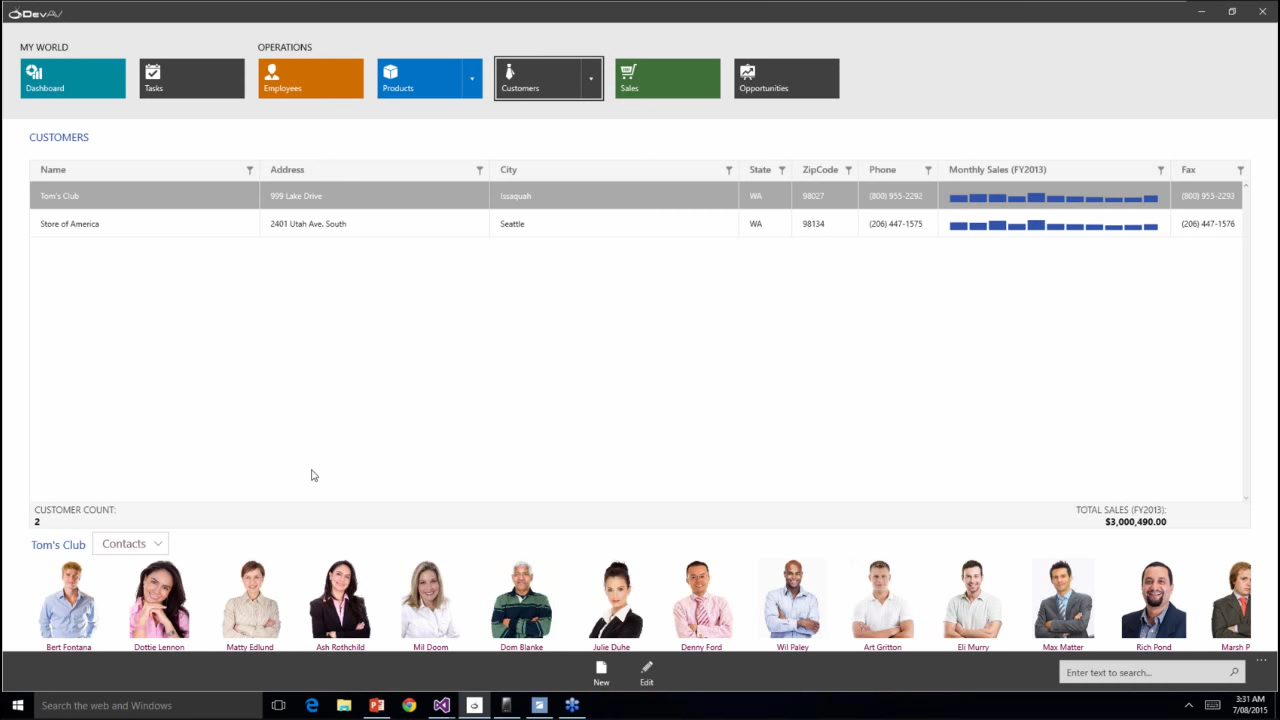 DevAV
MY WORLD
OPERATIONS
Dashboard
Tasks
Employees
Products
Customers
Sales
Opportunities
CUSTOMERS
Name Address City State ZipCode Phone Monthly Sales (FY2013) Fax
Tom's Club 999 Lake Drive Issaquah WA 98027 (800) 955-2292 (800) 955-2293
Store of America 2401 Utah Ave. South Seattle WA 98134 (206) 447-1575 (206) 447-1576
CUSTOMER COUNT:
2
TOTAL SALES (FY2013):
$3,000,490.00
Tom's Club Contacts
Bert Fontana Dottie Lennon Matty Edlund Ash Rothchild Mil Doom Dom Blanke Julie Duhe Denny Ford Wil Paley Art Gritton Eli Murry Max Matter Rich Pond Marsh P
New Edit
Enter text to search...
Search the web and Windows
3:31 AM
7/08/2015